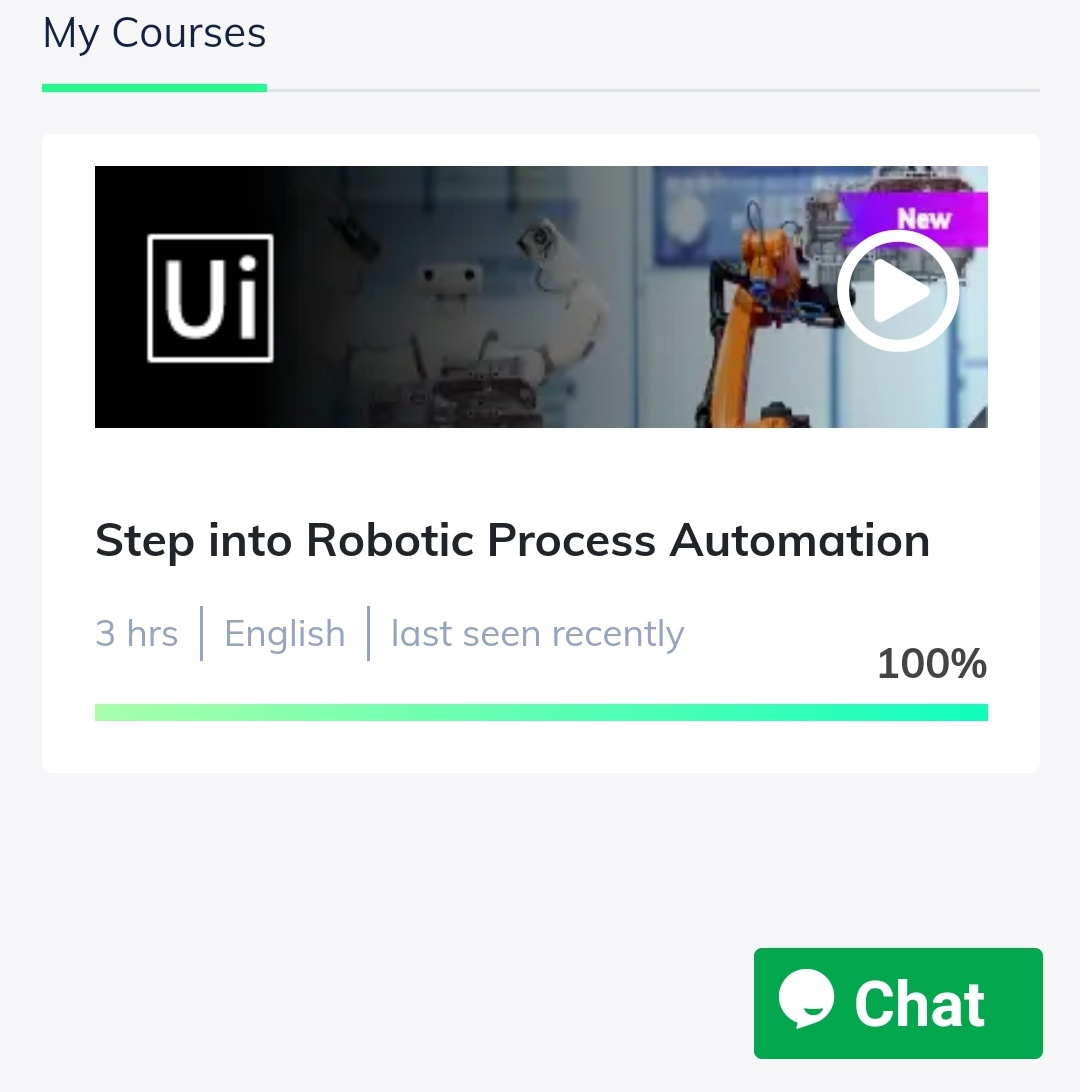 My Courses
Ui
New
Step into Robotic Process Automation
3 hrs | English | last seen recently
100%
Chat